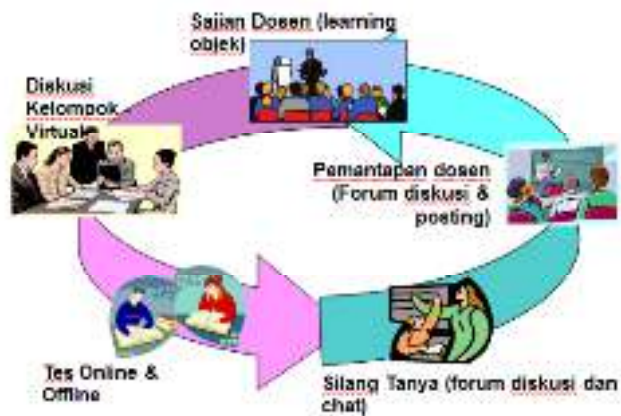 Sajian Dosen (learning
objek)
Diskusi
Kelompok
Virtual
Pemantapan dosen
(Forum diskusi &
posting)
Tes Online &
Offline
Silang Tanya (forum diskusi dan
chat)